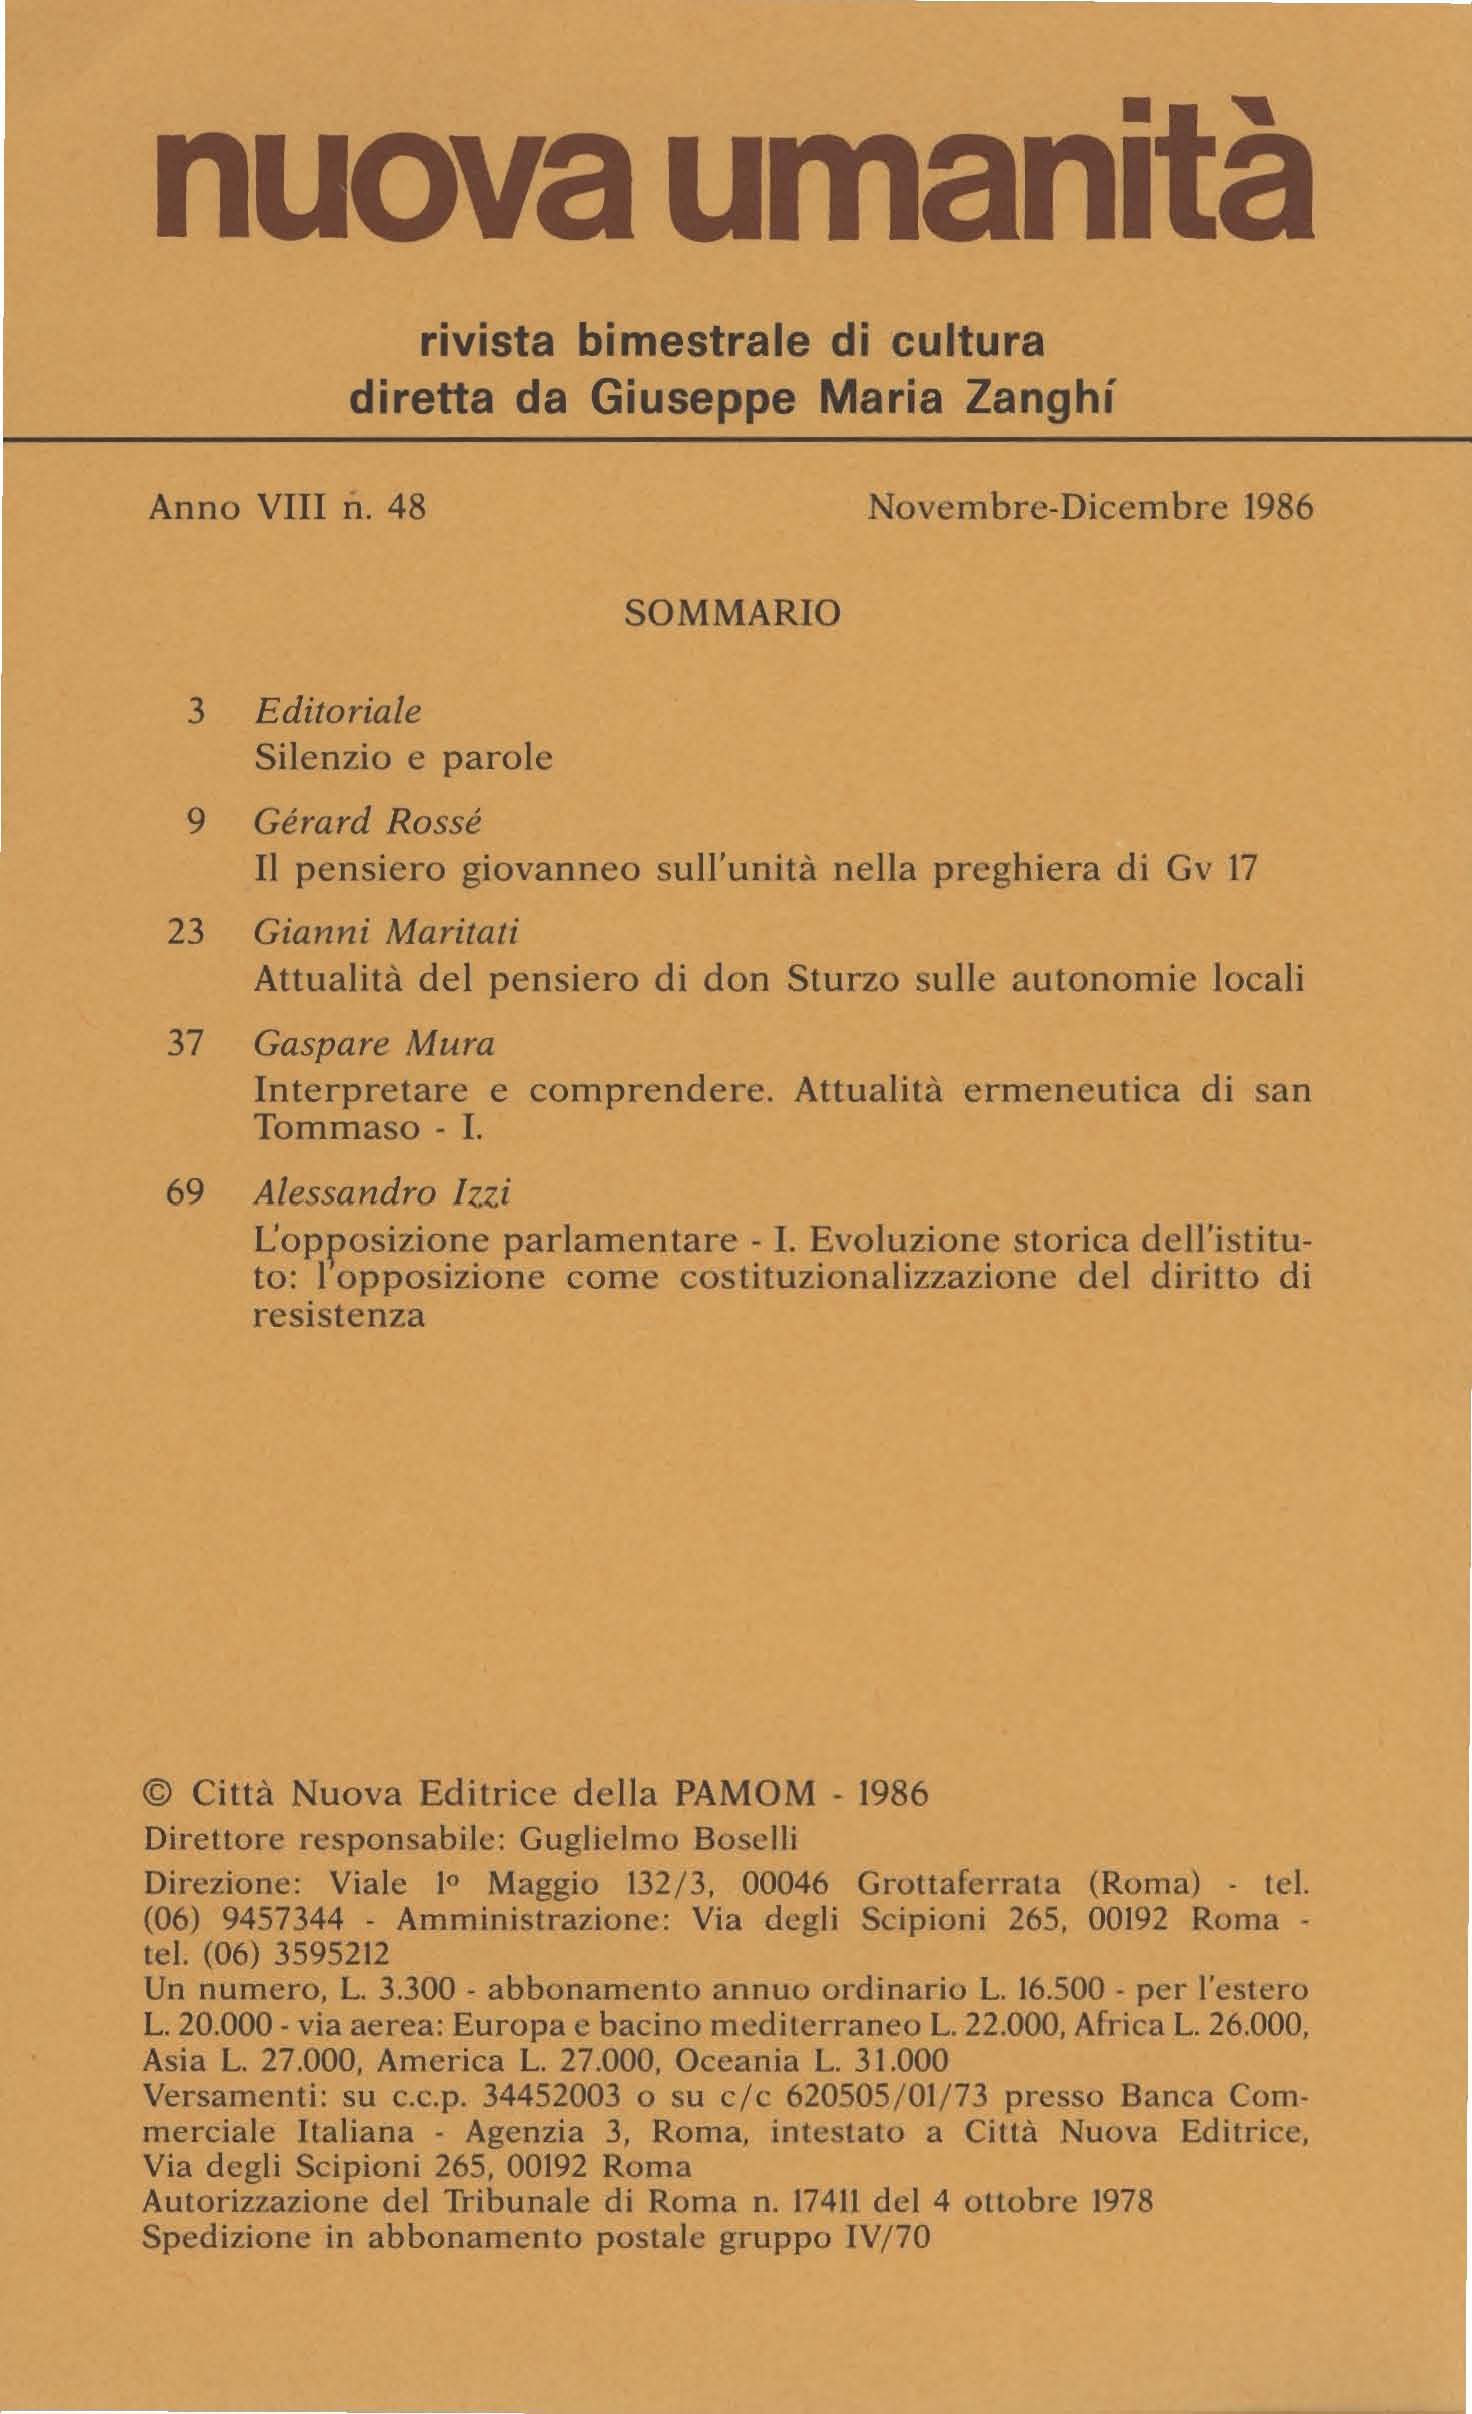 nuova umanità
rivista bimestrale di cultura
diretta da Giuseppe Maria Zanghí
Anno VIII n. 48 Novembre-Dicembre 1986
SOMMARIO
3 Editoriale
Silenzio e parole
9 Gérard Rossé
Il pensiero giovanneo sull'unità nella preghiera di Gv 17
23 Gianni Maritati
Attualità del pensiero di don Sturzo sulle autonomie locali
37 Gaspare Mura
Interpretare e comprendere. Attualità ermeneutica di san
Tommaso - I.
69 Alessandro Izzi
L'opposizione parlamentare - I. Evoluzione storica dell'istitu-
to: l'opposizione come costituzionalizzazione del diritto di
resistenza
© Città Nuova Editrice della PAMOM - 1986
Direttore responsabile: Guglielmo Boselli
Direzione: Viale 1º Maggio 132/3, 00046 Grottaferrata (Roma) - tel.
(06) 9457344 - Amministrazione: Via degli Scipioni 265, 00192 Roma -
tel. (06) 3595212
Un numero, L. 3.300 - abbonamento annuo ordinario L. 16.500 - per l'estero
L. 20.000 - via aerea: Europa e bacino mediterraneo L. 22.000, Africa L. 26.000,
Asia L. 27.000, America L. 27.000, Oceania L. 31.000
Versamenti: su c.c.p. 34452003 o su c/c 620505/01/73 presso Banca Com-
merciale Italiana - Agenzia 3, Roma, intestato a Città Nuova Editrice,
Via degli Scipioni 265, 00192 Roma
Autorizzazione del Tribunale di Roma n. 17411 del 4 ottobre 1978
Spedizione in abbonamento postale gruppo IV/70